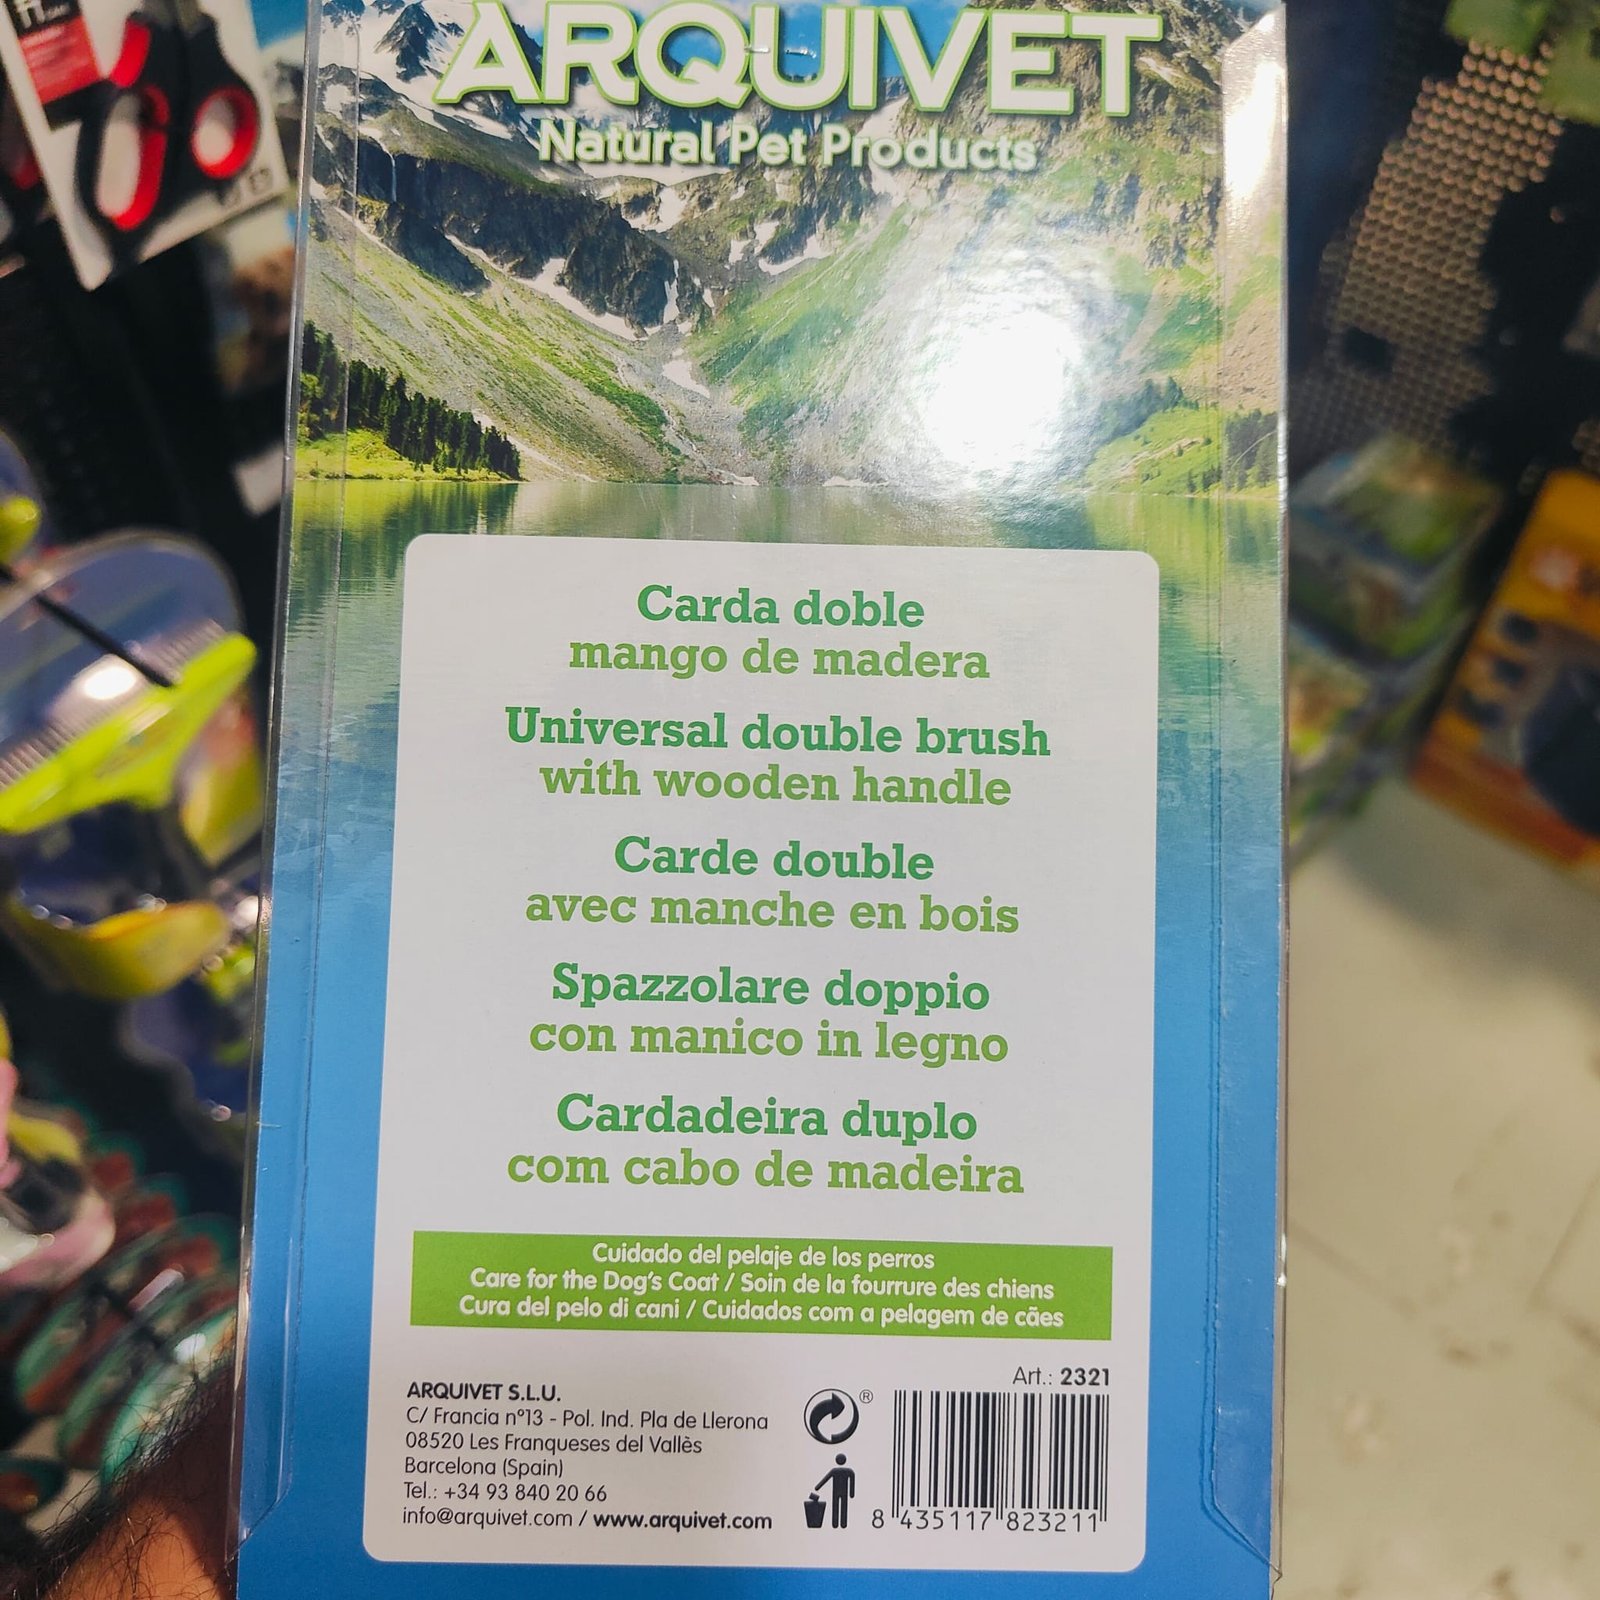 ARQUIVET
Natural Pet Products
Carda doble
mango de madera
Universal double brush
with wooden handle
Carde double
avec manche en bois
Spazzolare doppio
con manico in legno
Cardadeira duplo
com cabo de madeira
Cuidado del pelaje de los perros
Care for the Dog's Coat / Soin de la fourrure des chiens
Cura del pelo di cani / Cuidados com a pelagem de cães
Art.: 2321
ARQUIVET S.L.U.
C/ Francia nº13 - Pol. Ind. Pla de Llerona
08520 Les Franqueses del Vallès
Barcelona (Spain)
Tel.: +34 93 840 20 66
info@arquivet.com / www.arquivet.com
®
8 435117 823211